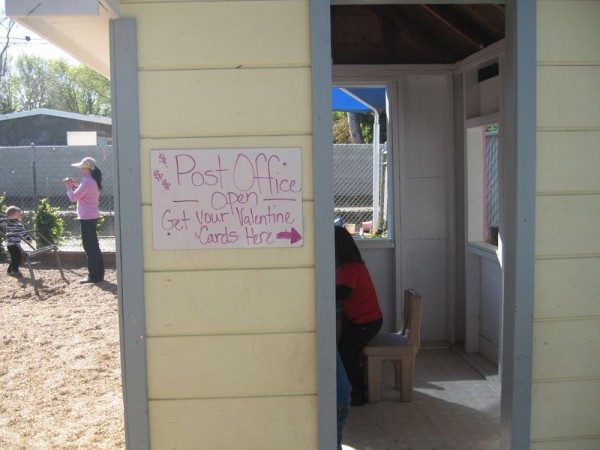 Post Office
— Open —
Get Your Valentine
Cards Here →